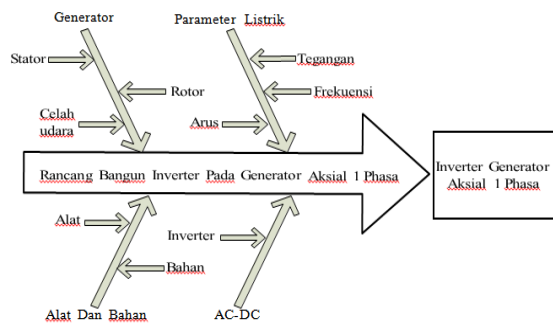 Generator
Parameter Listrik
Stator
Tegangan
Rotor
Frekuensi
Celah
udara
Arus
Rancang Bangun Inverter Pada Generator Aksial 1 Phasa
Inverter Generator
Aksial 1 Phasa
Alat
Inverter
Bahan
Alat Dan Bahan
AC-DC